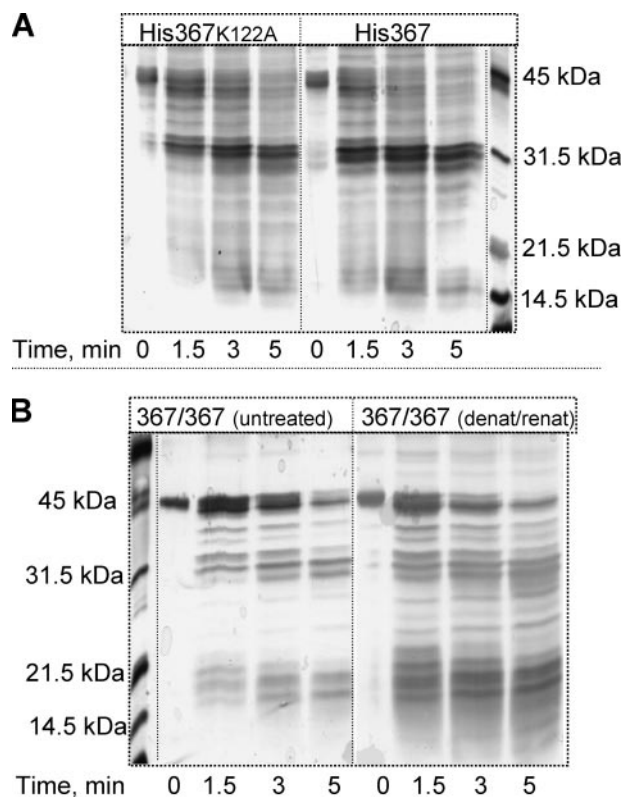 A
His367K122A His367
45 kDa
31.5 kDa
21.5 kDa
14.5 kDa
Time, min 0 1.5 3 5 0 1.5 3 5
B
367/367 (untreated) 367/367 (denat/renat)
45 kDa
31.5 kDa
21.5 kDa
14.5 kDa
Time, min 0 1.5 3 5 0 1.5 3 5